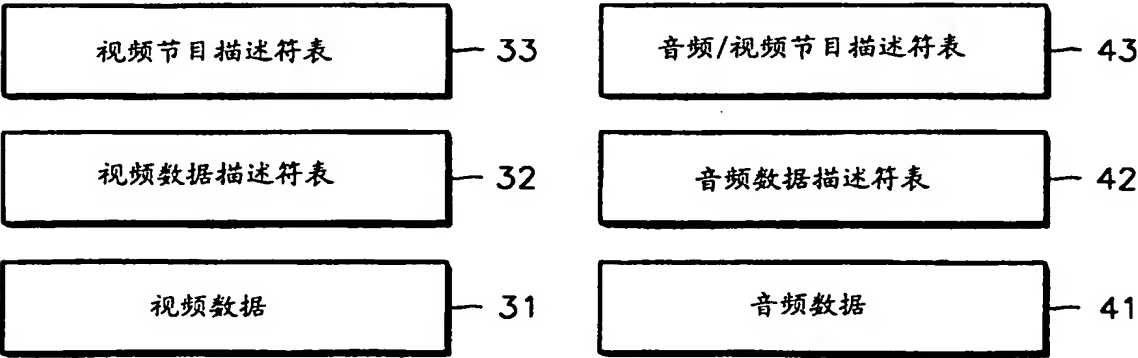 视频节目描述符表 33
音频/视频节目描述符表 43
视频数据描述符表 32
音频数据描述符表 42
视频数据 31
音频数据 41